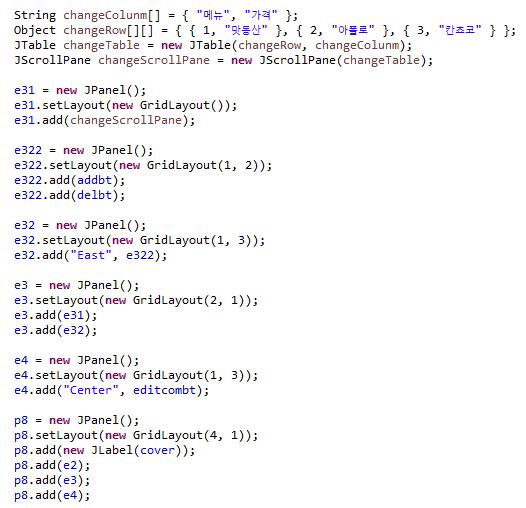 String changeColunm[] = { "메뉴", "가격" };
Object changeRow[][] = { { 1, "맛동산" }, { 2, "아폴로" }, { 3, "칸쵸코" } };
JTable changeTable = new JTable(changeRow, changeColunm);
JScrollPane changeScrollPane = new JScrollPane(changeTable);
e31 = new JPanel();
e31.setLayout(new GridLayout());
e31.add(changeScrollPane);
e322 = new JPanel();
e322.setLayout(new GridLayout(1, 2));
e322.add(addbt);
e322.add(delbt);
e32 = new JPanel();
e32.setLayout(new GridLayout(1, 3));
e32.add("East", e322);
e3 = new JPanel();
e3.setLayout(new GridLayout(2, 1));
e3.add(e31);
e3.add(e32);
e4 = new JPanel();
e4.setLayout(new GridLayout(1, 3));
e4.add("Center", editcombt);
p8 = new JPanel();
p8.setLayout(new GridLayout(4, 1));
p8.add(new JLabel(cover));
p8.add(e2);
p8.add(e3);
p8.add(e4);